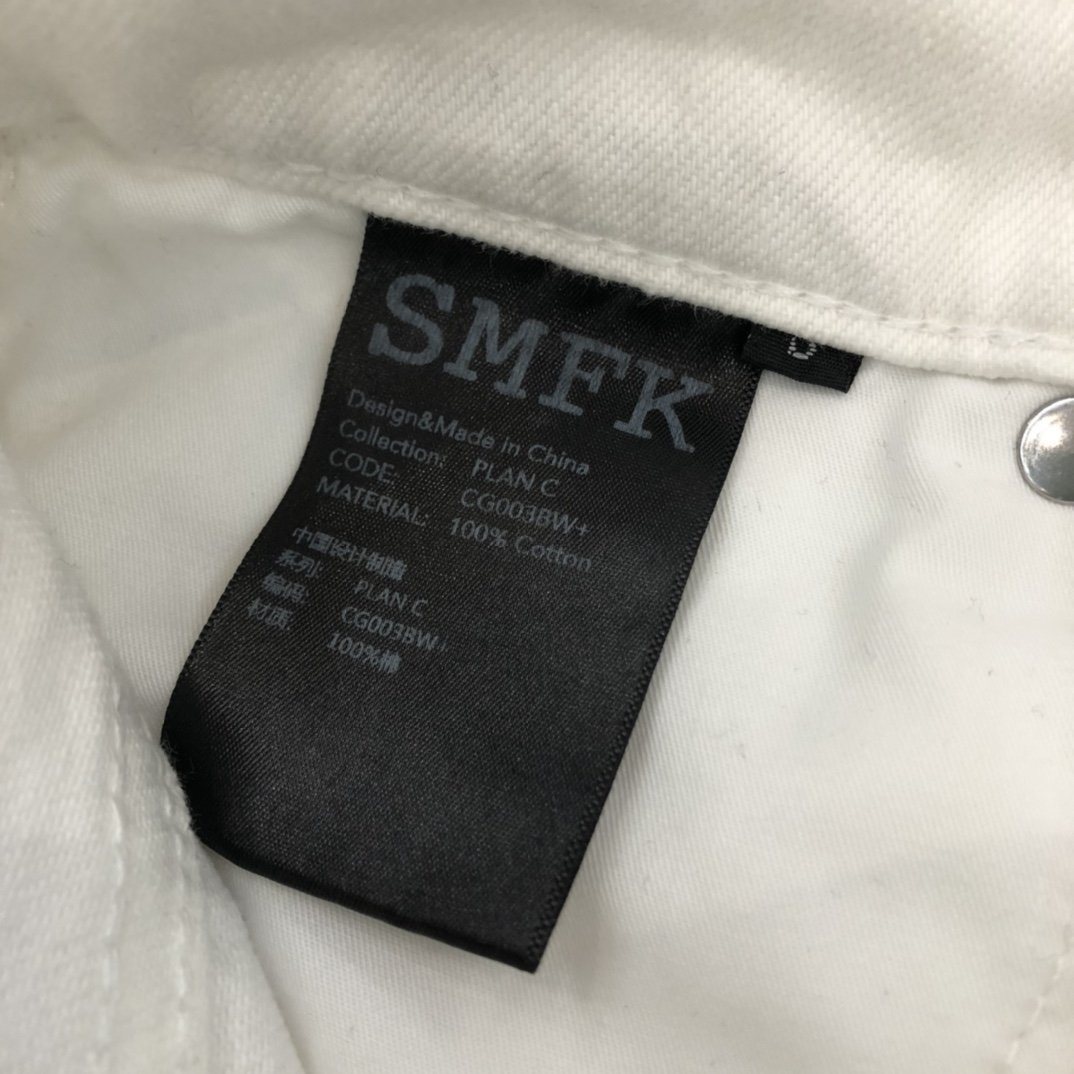 SMFK
Design&Made in China
Collection: PLAN C
CODE: CG003BW+
MATERIAL: 100% Cotton
中国设计制造
系列: PLAN C
编码: CG003BW+
材质: 100%棉